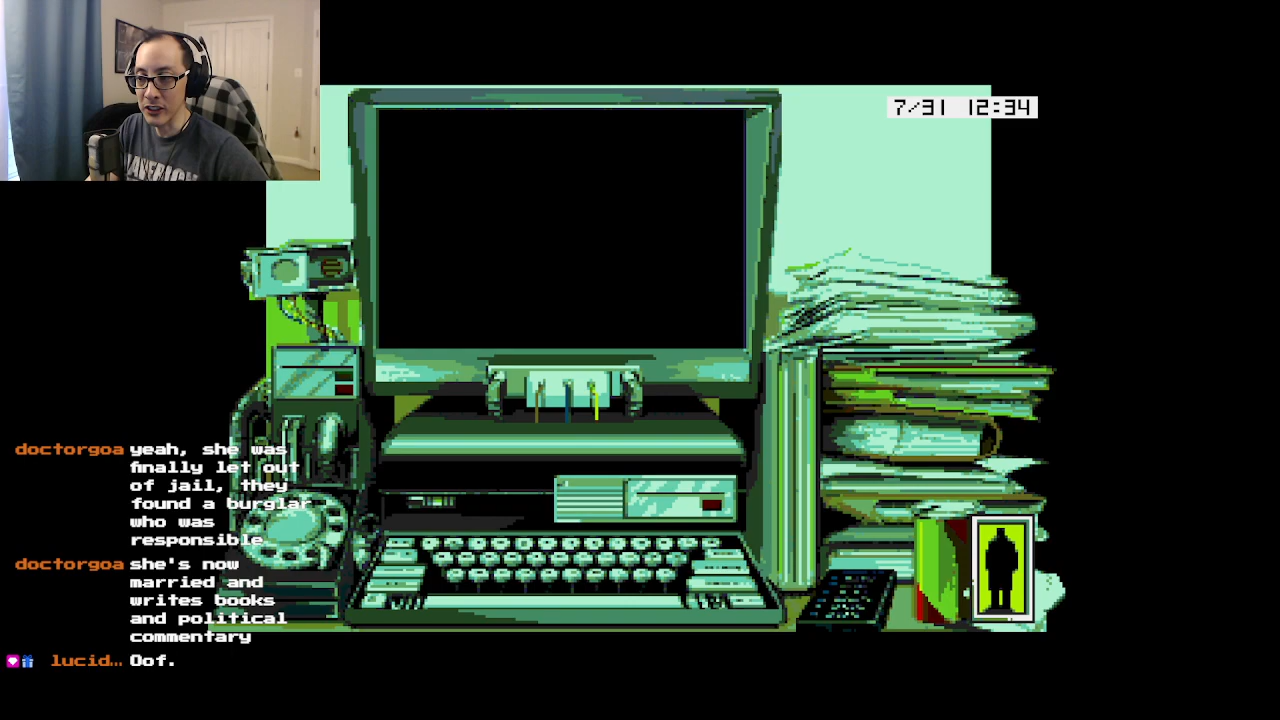 7/31 12:34
MAVERICK
doctorgoa yeah, she was
finally let out
of jail, they
found a burglar
who was
responsible
doctorgoa she's now
married and
writes books
and political
commentary
lucid... Oof.